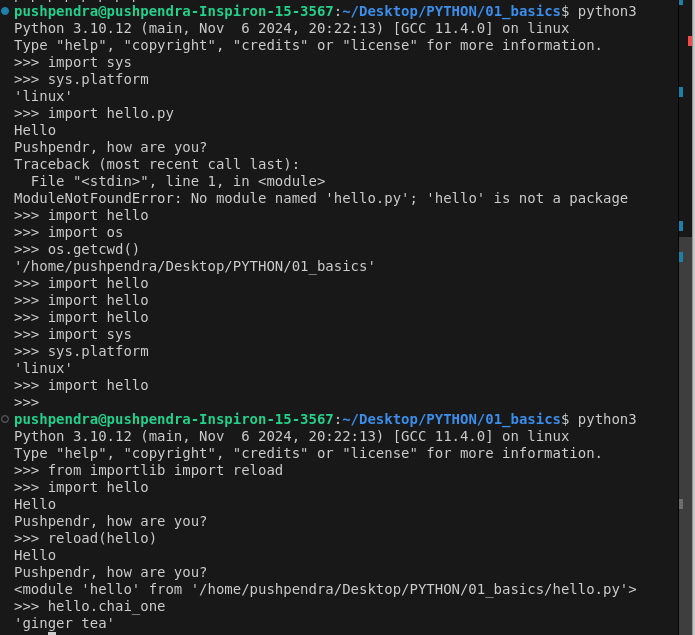 pushpendra@pushpendra-Inspiron-15-3567:~/Desktop/PYTHON/01_basics$ python3
Python 3.10.12 (main, Nov  6 2024, 20:22:13) [GCC 11.4.0] on linux
Type "help", "copyright", "credits" or "license" for more information.
>>> import sys
>>> sys.platform
'linux'
>>> import hello.py
Hello
Pushpendr, how are you?
Traceback (most recent call last):
  File "<stdin>", line 1, in <module>
ModuleNotFoundError: No module named 'hello.py'; 'hello' is not a package
>>> import hello
>>> import os
>>> os.getcwd()
'/home/pushpendra/Desktop/PYTHON/01_basics'
>>> import hello
>>> import hello
>>> import hello
>>> import sys
>>> sys.platform
'linux'
>>> import hello
>>>
pushpendra@pushpendra-Inspiron-15-3567:~/Desktop/PYTHON/01_basics$ python3
Python 3.10.12 (main, Nov  6 2024, 20:22:13) [GCC 11.4.0] on linux
Type "help", "copyright", "credits" or "license" for more information.
>>> from importlib import reload
>>> import hello
Hello
Pushpendr, how are you?
>>> reload(hello)
Hello
Pushpendr, how are you?
<module 'hello' from '/home/pushpendra/Desktop/PYTHON/01_basics/hello.py'>
>>> hello.chai_one
'ginger tea'